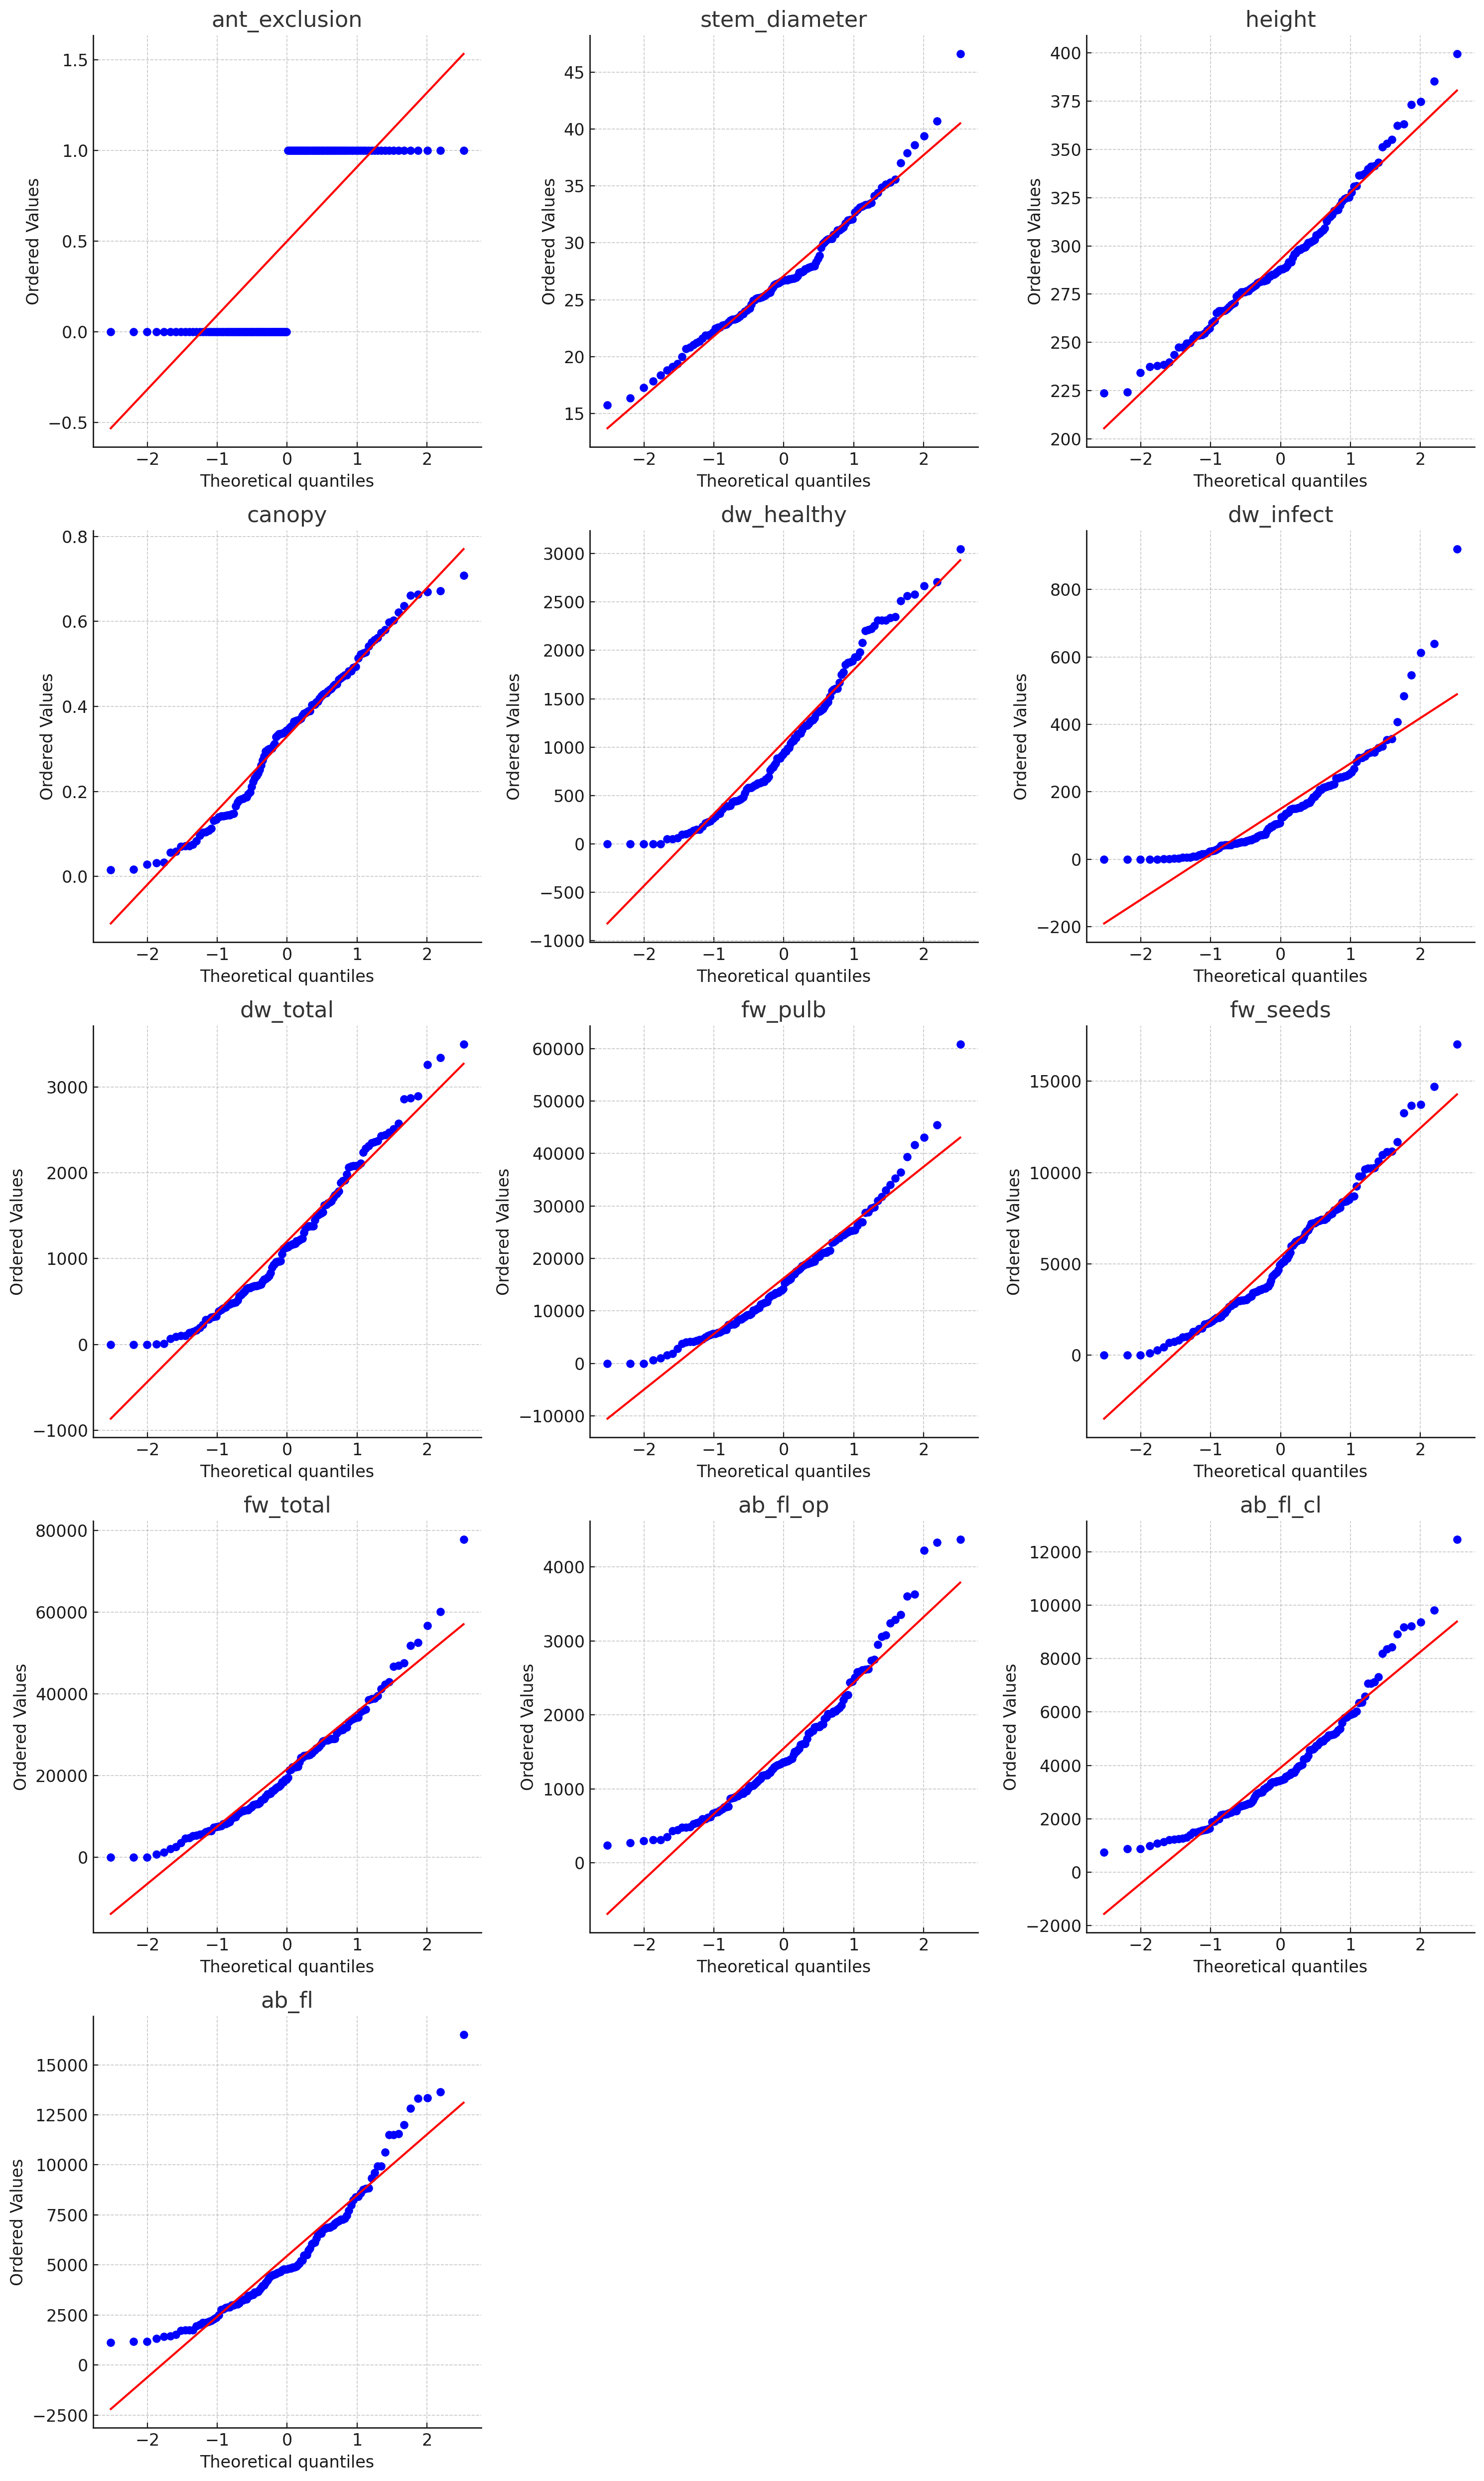 ant_exclusion
1.5
1.0
0.5
0.0
−0.5
Ordered Values
−2 −1 0 1 2
Theoretical quantiles
stem_diameter
45
40
35
30
25
20
15
Ordered Values
−2 −1 0 1 2
Theoretical quantiles
height
400
375
350
325
300
275
250
225
200
Ordered Values
−2 −1 0 1 2
Theoretical quantiles
canopy
0.8
0.6
0.4
0.2
0.0
Ordered Values
−2 −1 0 1 2
Theoretical quantiles
dw_healthy
3000
2500
2000
1500
1000
500
0
−500
−1000
Ordered Values
−2 −1 0 1 2
Theoretical quantiles
dw_infect
800
600
400
200
0
−200
Ordered Values
−2 −1 0 1 2
Theoretical quantiles
dw_total
3000
2000
1000
0
−1000
Ordered Values
−2 −1 0 1 2
Theoretical quantiles
fw_pulb
60000
50000
40000
30000
20000
10000
0
−10000
Ordered Values
−2 −1 0 1 2
Theoretical quantiles
fw_seeds
15000
10000
5000
0
Ordered Values
−2 −1 0 1 2
Theoretical quantiles
fw_total
80000
60000
40000
20000
0
Ordered Values
−2 −1 0 1 2
Theoretical quantiles
ab_fl_op
4000
3000
2000
1000
0
Ordered Values
−2 −1 0 1 2
Theoretical quantiles
ab_fl_cl
12000
10000
8000
6000
4000
2000
0
−2000
Ordered Values
−2 −1 0 1 2
Theoretical quantiles
ab_fl
15000
12500
10000
7500
5000
2500
0
−2500
Ordered Values
−2 −1 0 1 2
Theoretical quantiles